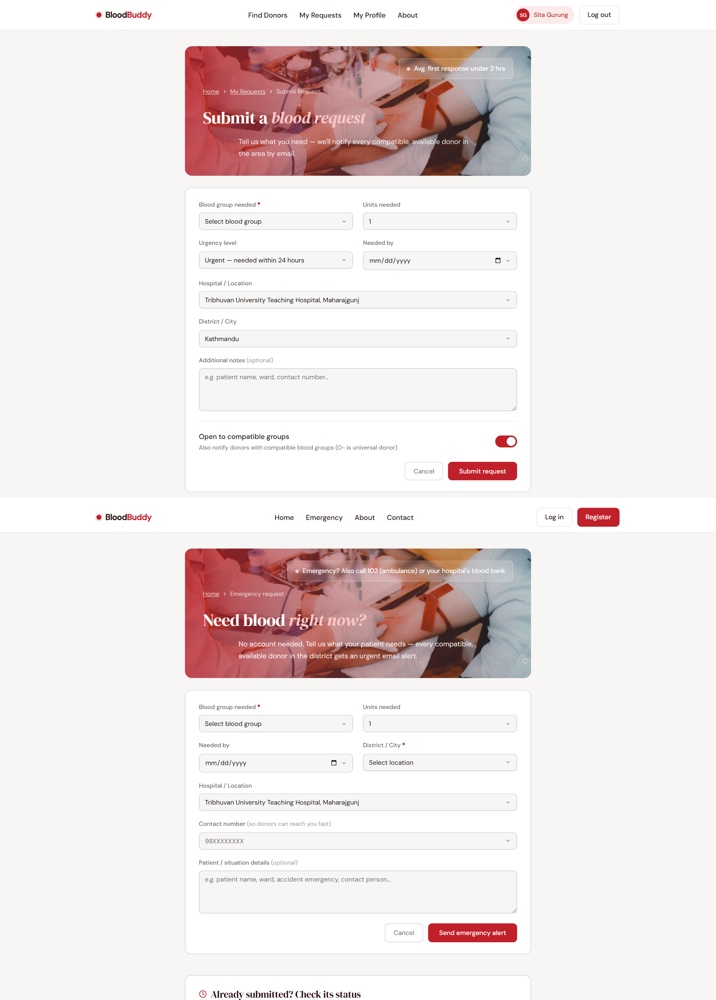 BloodBuddy
Find Donors
My Requests
My Profile
About
SG
Sita Gurung
Log out
Avg. first response under 2 hrs
Home › My Requests › Submit Request
Submit a blood request
Tell us what you need — we'll notify every compatible, available donor in
the area by email.
Blood group needed *
Units needed
Select blood group
1
Urgency level
Needed by
Urgent — needed within 24 hours
mm/dd/yyyy
Hospital / Location
Tribhuvan University Teaching Hospital, Maharajgunj
District / City
Kathmandu
Additional notes (optional)
e.g. patient name, ward, contact number...
Open to compatible groups
Also notify donors with compatible blood groups (O- is universal donor)
Cancel
Submit request
BloodBuddy
Home
Emergency
About
Contact
Log in
Register
Emergency? Also call 102 (ambulance) or your hospital's blood bank
Home › Emergency request
Need blood right now?
No account needed. Tell us what your patient needs — every compatible,
available donor in the district gets an urgent email alert.
Blood group needed *
Units needed
Select blood group
1
Needed by
District / City *
mm/dd/yyyy
Select location
Hospital / Location
Tribhuvan University Teaching Hospital, Maharajgunj
Contact number (so donors can reach you fast)
98XXXXXXXX
Patient / situation details (optional)
e.g. patient name, ward, accident emergency, contact person...
Cancel
Send emergency alert
Already submitted? Check its status